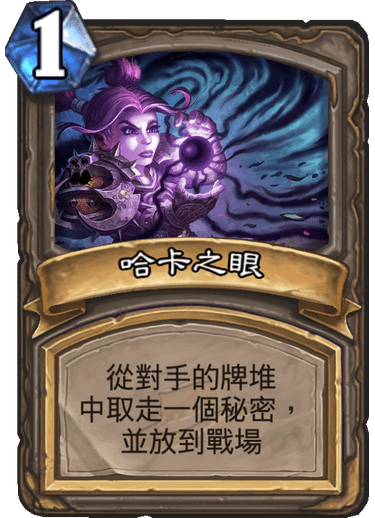 1
哈卡之眼
從對手的牌堆
中取走一個秘密，
並放到戰場